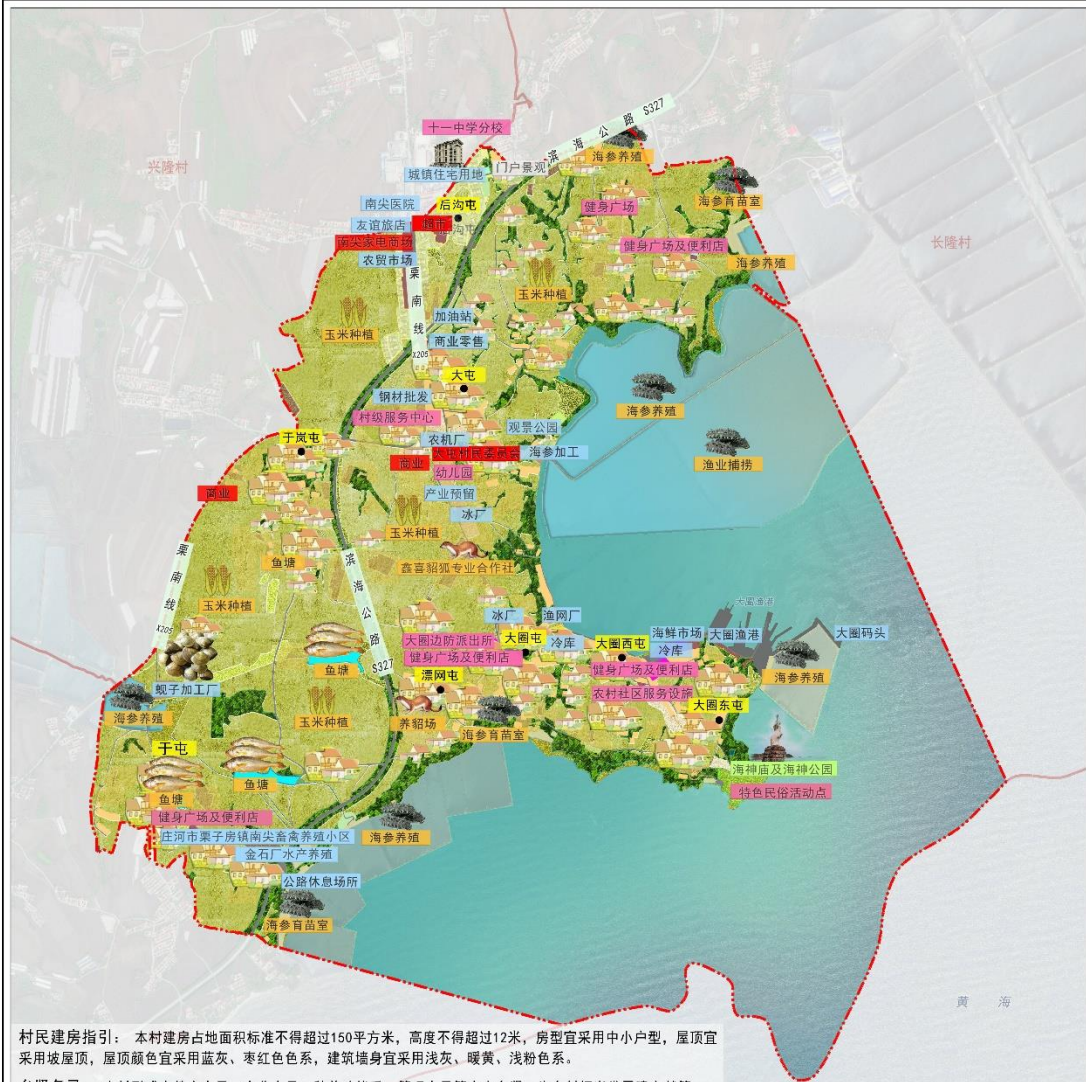 滨海公路 S327
十一中学分校
海参养殖
兴隆村
门户景观
城镇住宅用地
海参育苗室
南尖医院
后沟屯
健身广场
友谊旅店
超市
后沟屯
南尖家电商场
健身广场及便利店
长隆村
农贸市场
海参养殖
栗南线
X205
玉米种植
玉米种植
加油站
商业零售
大屯
钢材批发
海参养殖
村级服务中心
观景公园
于岚屯
农机厂
渔业捕捞
大屯村民委员会
海参加工
商业
幼儿园
商业
产业预留
冰厂
玉米种植
栗南线
X205
滨海公路
S327
鱼塘
鑫喜貂狐专业合作社
玉米种植
大圈渔港
冰厂
渔网厂
大圈边防派出所
大圈屯
冷库
大圈西屯
海鲜市场
大圈渔港
大圈码头
冷库
健身广场及便利店
健身广场及便利店
鱼塘
漂网屯
海参养殖
蚬子加工厂
农村社区服务设施
海参养殖
玉米种植
养貂场
大圈东屯
海参育苗室
于屯
海神庙及海神公园
鱼塘
鱼塘
特色民俗活动点
健身广场及便利店
庄河市栗子房镇南尖畜禽养殖小区
海参养殖
金石厂水产养殖
公路休息场所
海参育苗室
黄海
村民建房指引： 本村建房占地面积标准不得超过150平方米，高度不得超过12米，房型宜采用中小户型，屋顶宜
采用坡屋顶，屋顶颜色宜采用蓝灰、枣红色色系，建筑墙身宜采用浅灰、暖黄、浅粉色系。